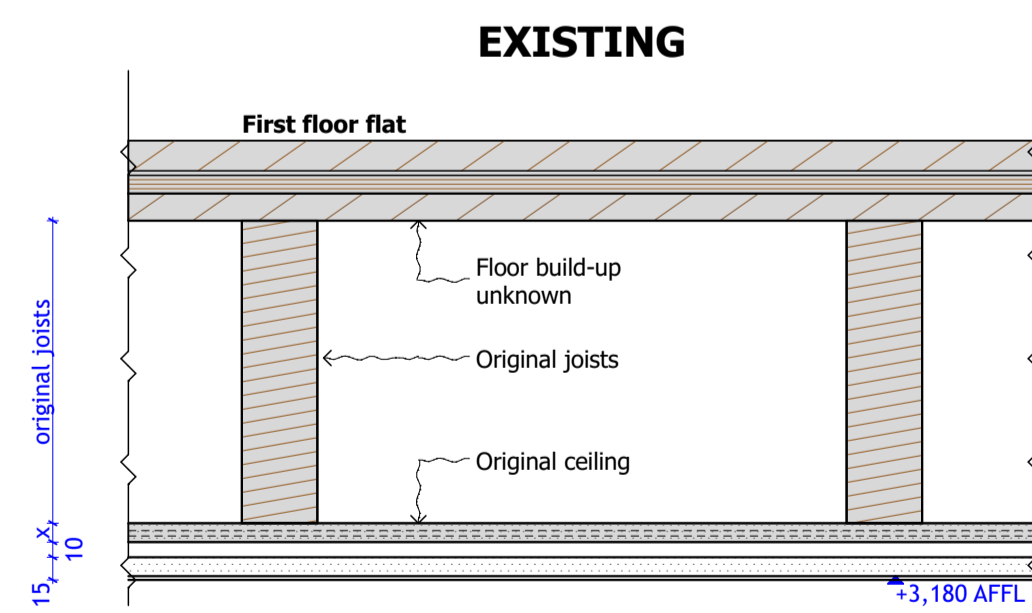 EXISTING
First floor flat
Floor build-up
unknown
Original joists
Original ceiling
original joists
x
10
15
+3,180 AFFL